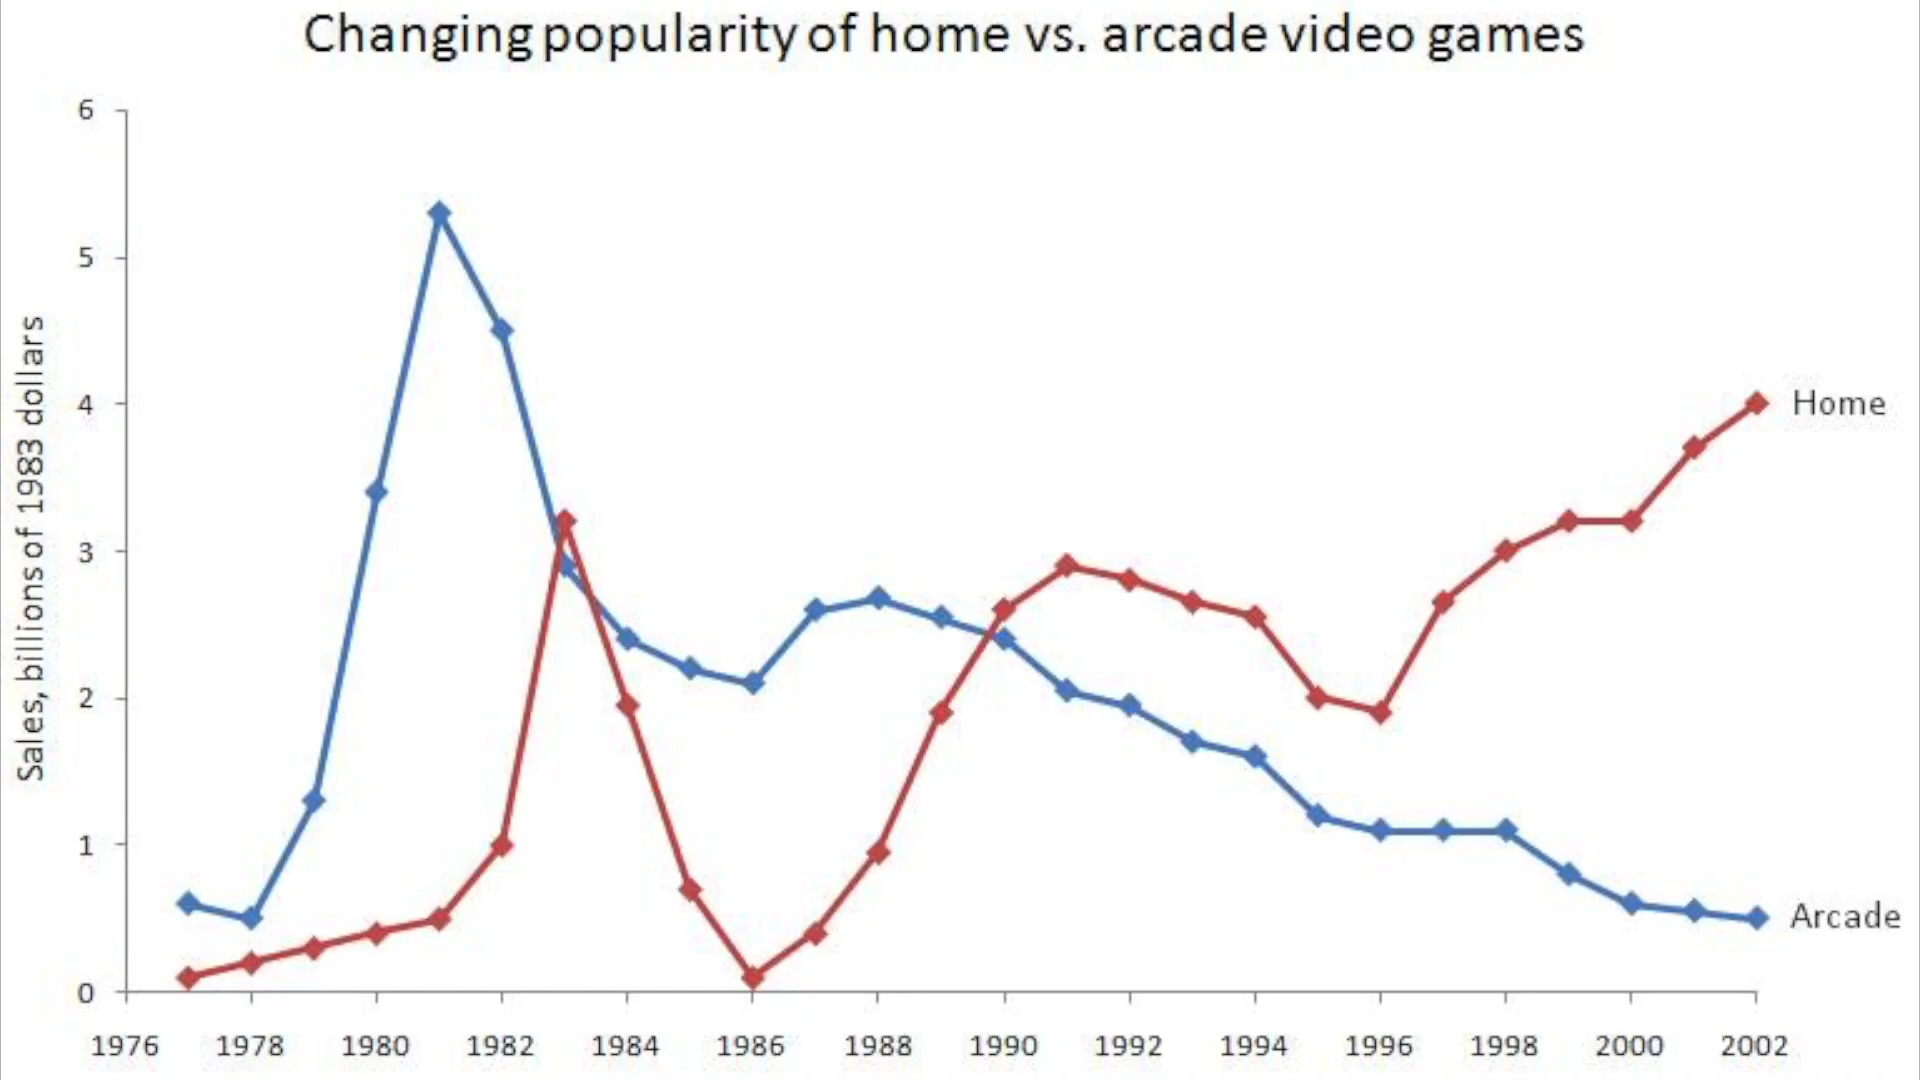 Changing popularity of home vs. arcade video games
Sales, billions of 1983 dollars
6
5
4
3
2
1
0
Home
Arcade
1976 1978 1980 1982 1984 1986 1988 1990 1992 1994 1996 1998 2000 2002